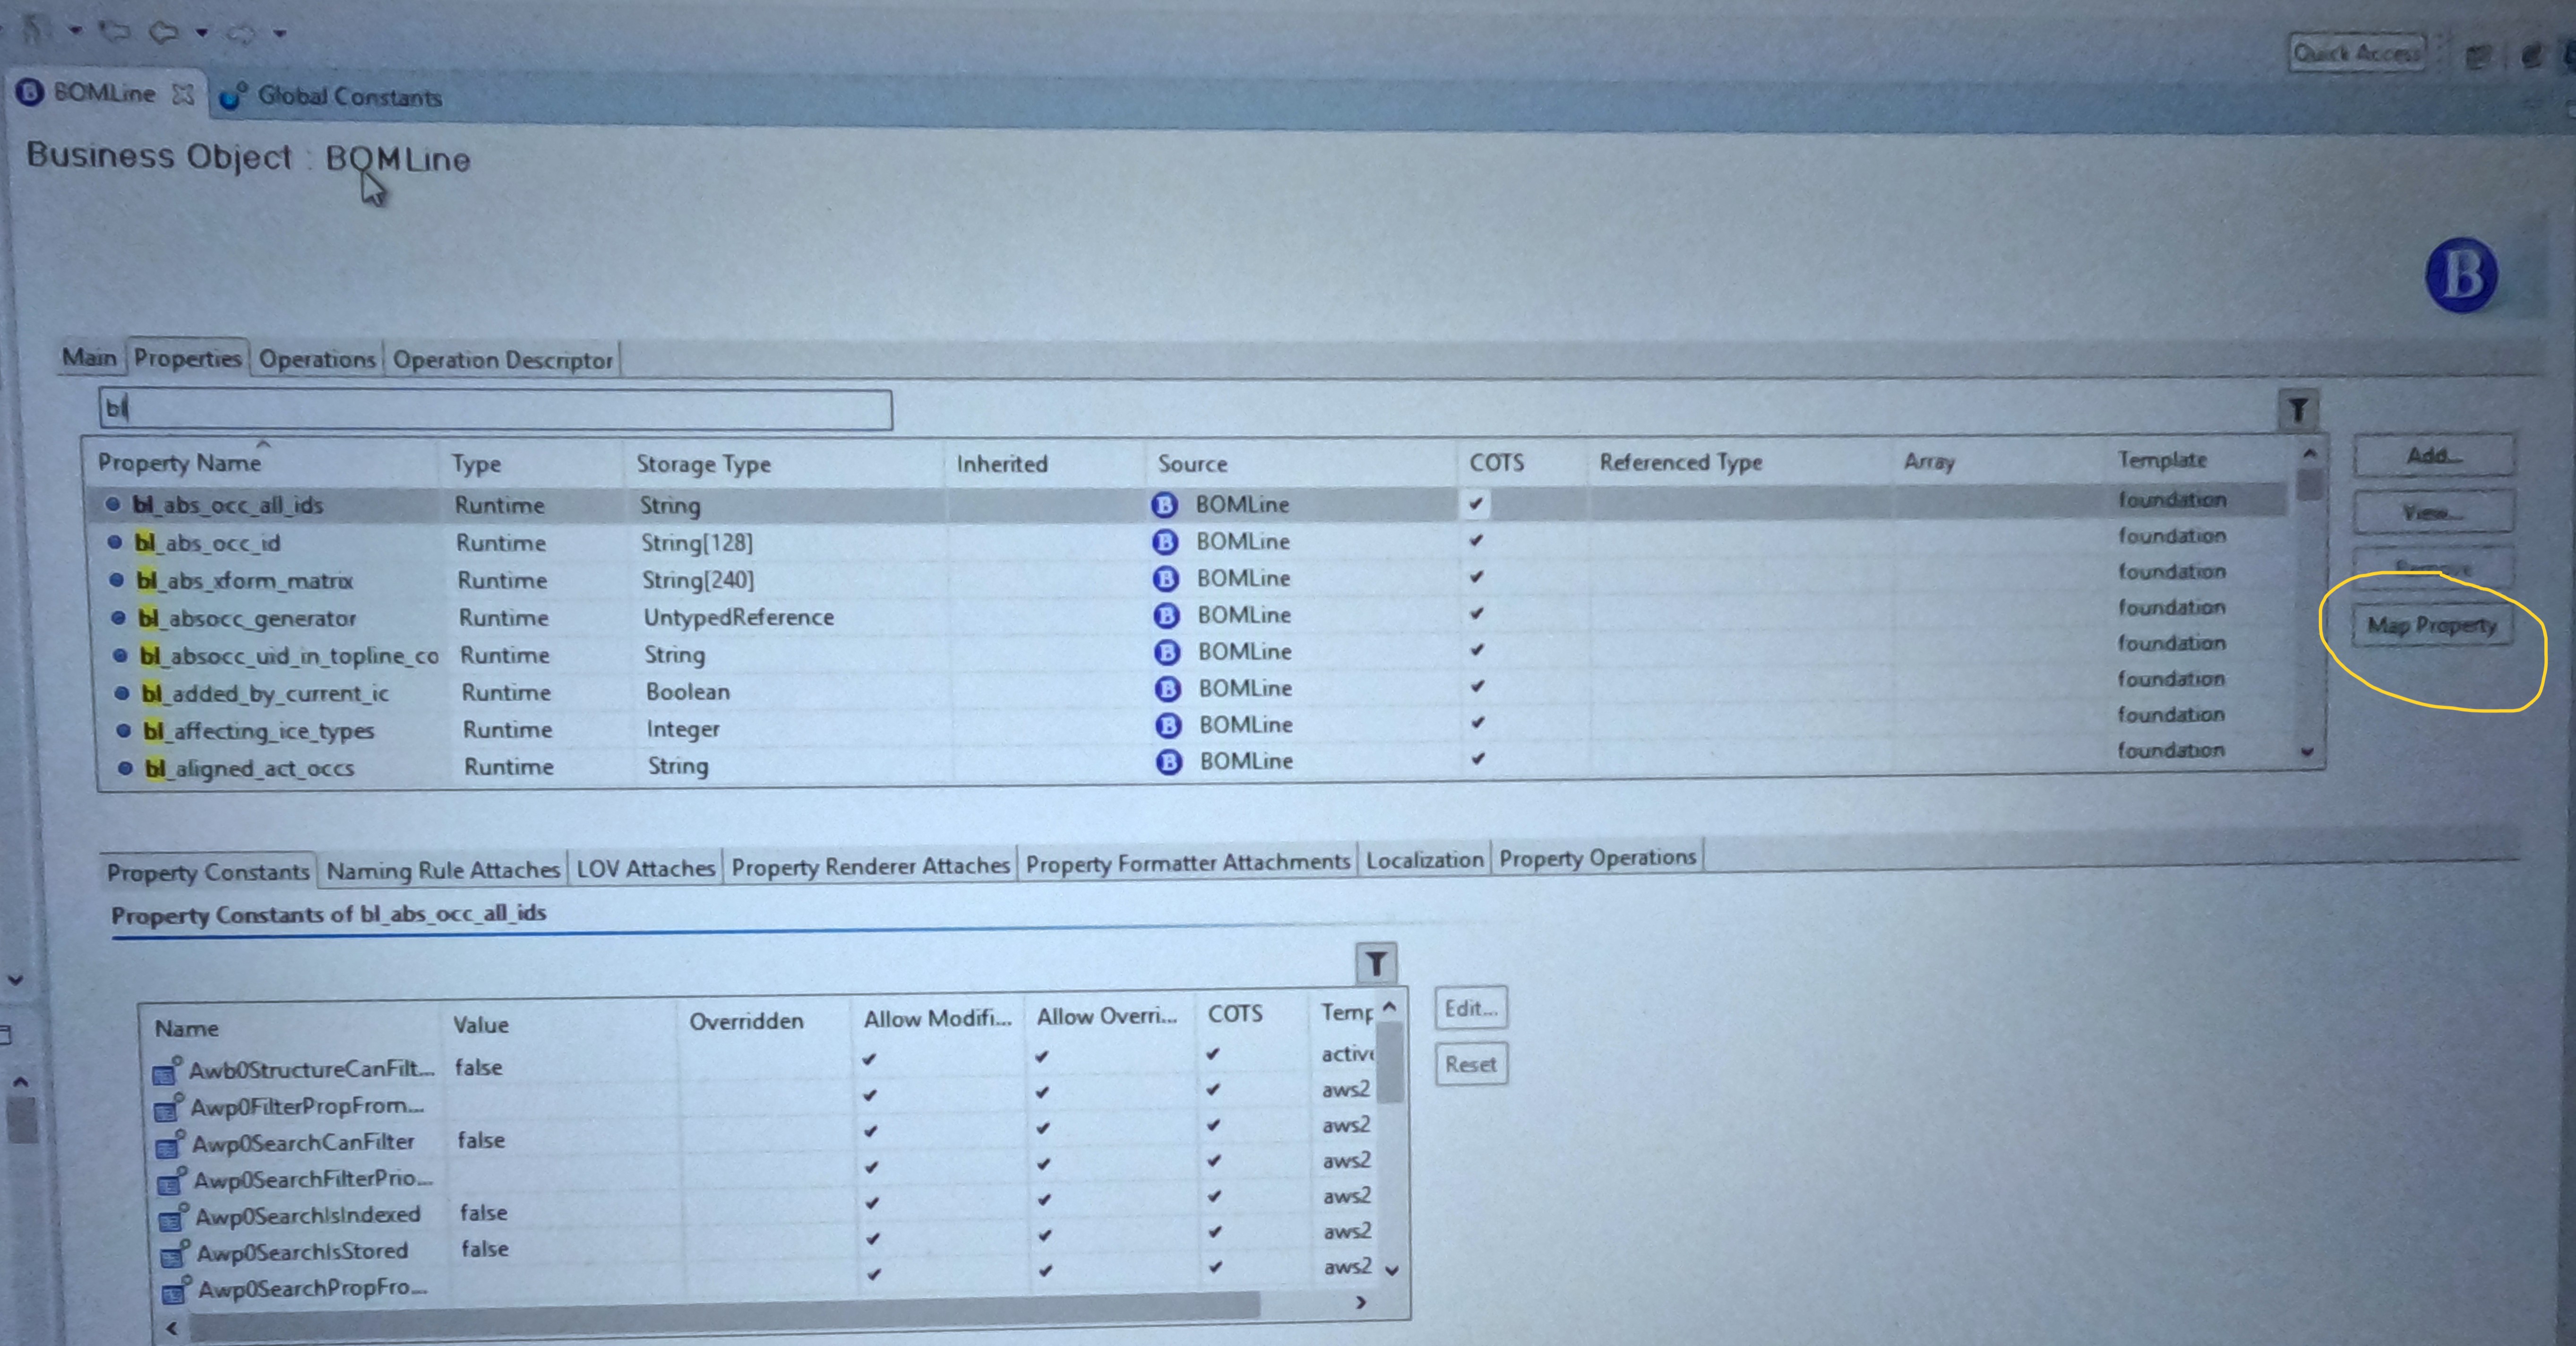 Quick Access
BOMLine Global Constants
Business Object : BOMLine
B
Main Properties Operations Operation Descriptor
bl
Property Name Type Storage Type Inherited Source COTS Referenced Type Array Template Add...
bl_abs_occ_all_ids Runtime String B BOMLine ✔ foundation View...
bl_abs_occ_id Runtime String[128] B BOMLine ✔ foundation
bl_abs_xform_matrix Runtime String[240] B BOMLine ✔ foundation Remove
bl_absocc_generator Runtime UntypedReference B BOMLine ✔ foundation Map Property
bl_absocc_uid_in_topline_co Runtime String B BOMLine ✔ foundation
bl_added_by_current_ic Runtime Boolean B BOMLine ✔ foundation
bl_affecting_ice_types Runtime Integer B BOMLine ✔ foundation
bl_aligned_act_occs Runtime String B BOMLine ✔ foundation
Property Constants Naming Rule Attaches LOV Attaches Property Renderer Attaches Property Formatter Attachments Localization Property Operations
Property Constants of bl_abs_occ_all_ids
Name Value Overridden Allow Modifi... Allow Overri... COTS Temp Edit...
Awb0StructureCanFilt... false ✔ ✔ ✔ active Reset
Awp0FilterPropFrom... ✔ ✔ ✔ aws2
Awp0SearchCanFilter false ✔ ✔ ✔ aws2
Awp0SearchFilterPrio... ✔ ✔ ✔ aws2
Awp0SearchIsIndexed false ✔ ✔ ✔ aws2
Awp0SearchIsStored false ✔ ✔ ✔ aws2
Awp0SearchPropFro... ✔ ✔ ✔ aws2